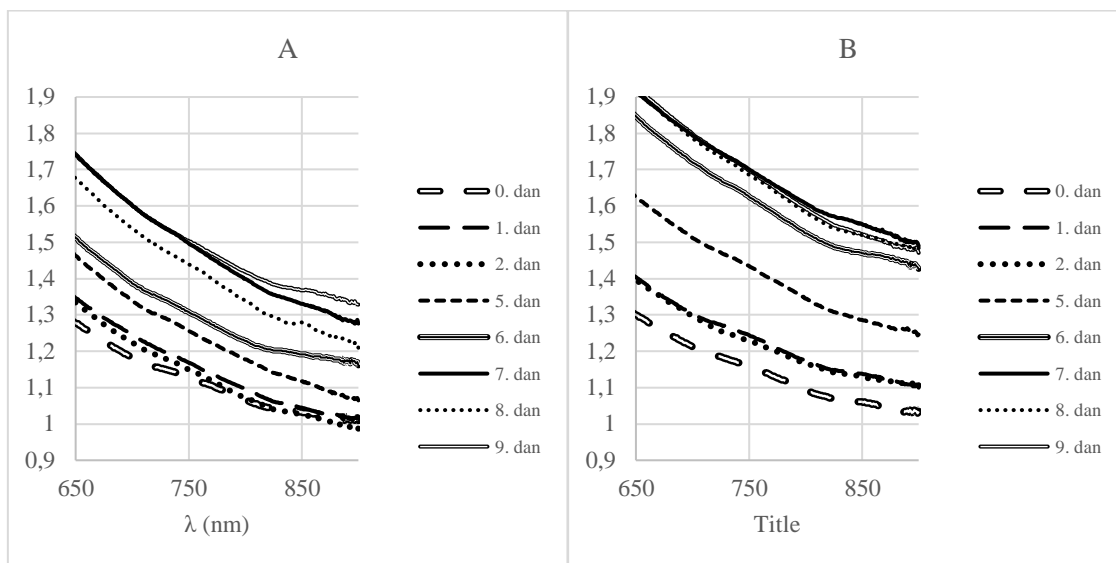 A
1,9
1,8
1,7
1,6
1,5
1,4
1,3
1,2
1,1
1
0,9
650 750 850
λ (nm)
0. dan
1. dan
2. dan
5. dan
6. dan
7. dan
8. dan
9. dan
B
1,9
1,8
1,7
1,6
1,5
1,4
1,3
1,2
1,1
1
0,9
650 750 850
Title
0. dan
1. dan
2. dan
5. dan
6. dan
7. dan
8. dan
9. dan